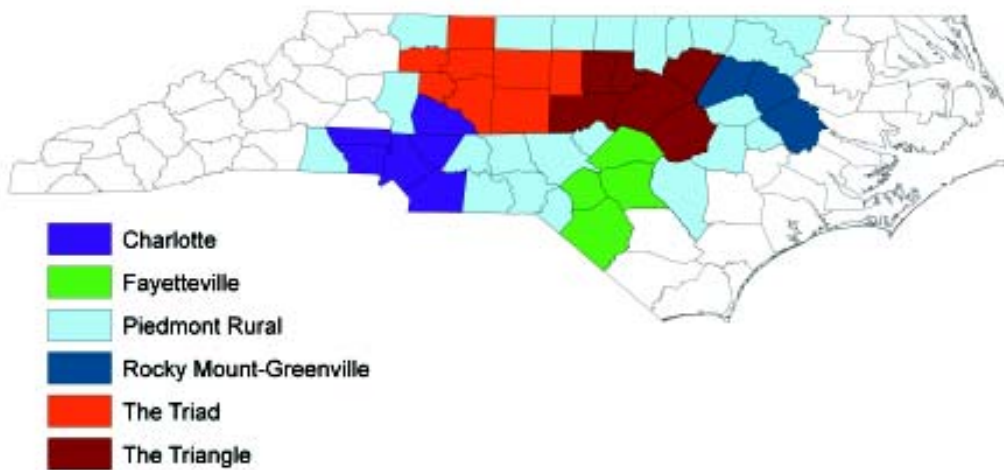 Charlotte
Fayetteville
Piedmont Rural
Rocky Mount-Greenville
The Triad
The Triangle